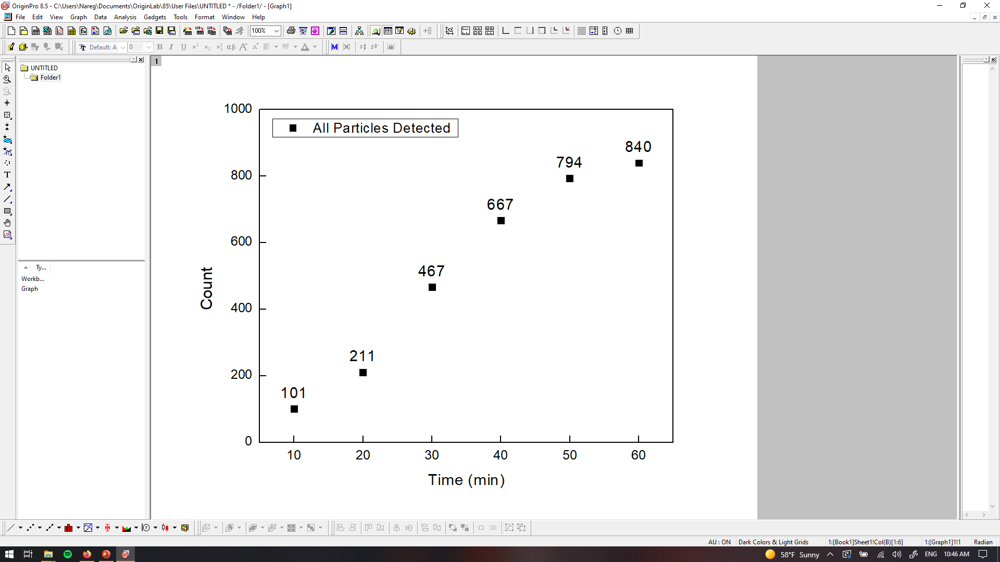 OriginPro 8.5 - C:\Users\Nareg\Documents\OriginLab\85\User Files\UNTITLED * - /Folder1/ - [Graph1]
File Edit View Graph Data Analysis Gadgets Tools Format Window Help
100%
Default: A 0 B I U x² x₂ αβ A A A
M
UNTITLED
Folder1
Ty...
Workb...
Graph
1
1000
All Particles Detected
840
794
800
667
600
467
400
211
200
101
0
10 20 30 40 50 60
Count
Time (min)
AU : ON Dark Colors & Light Grids 1:[Book1]Sheet1!Col(B)[1:6] 1:[Graph1]1!1 Radian
58°F Sunny ENG 10:46 AM